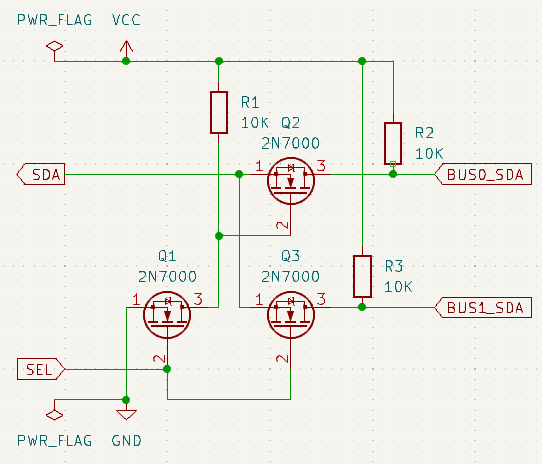 PWR_FLAG VCC
R1
10K
Q2
2N7000
R2
10K
SDA
1
3
BUS0_SDA
2
Q1
2N7000
Q3
2N7000
R3
10K
1
3
1
3
BUS1_SDA
2
2
SEL
PWR_FLAG GND